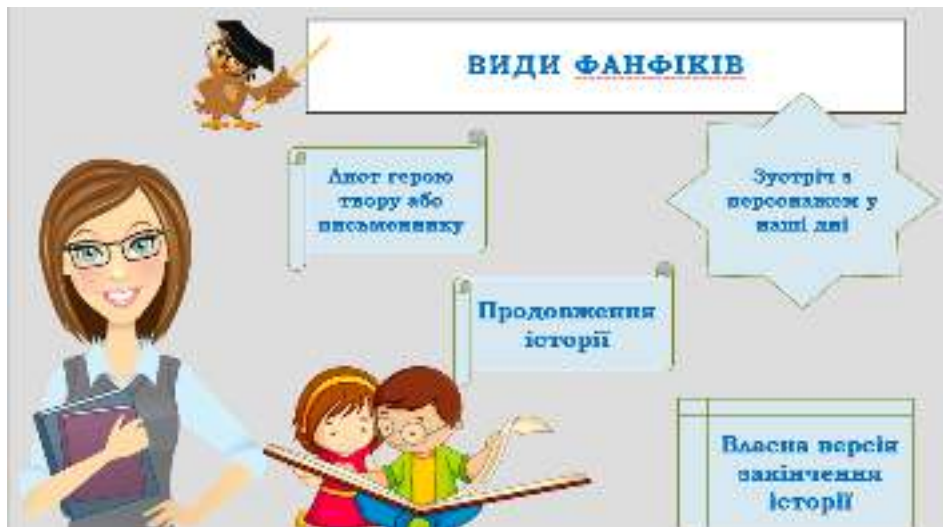 ВИДИ ФАНФІКІВ
Лист герою
твору або
письменнику
Зустріч з
персонажем у
наші дні
Продовження
історії
Власна версія
закінчення
історії